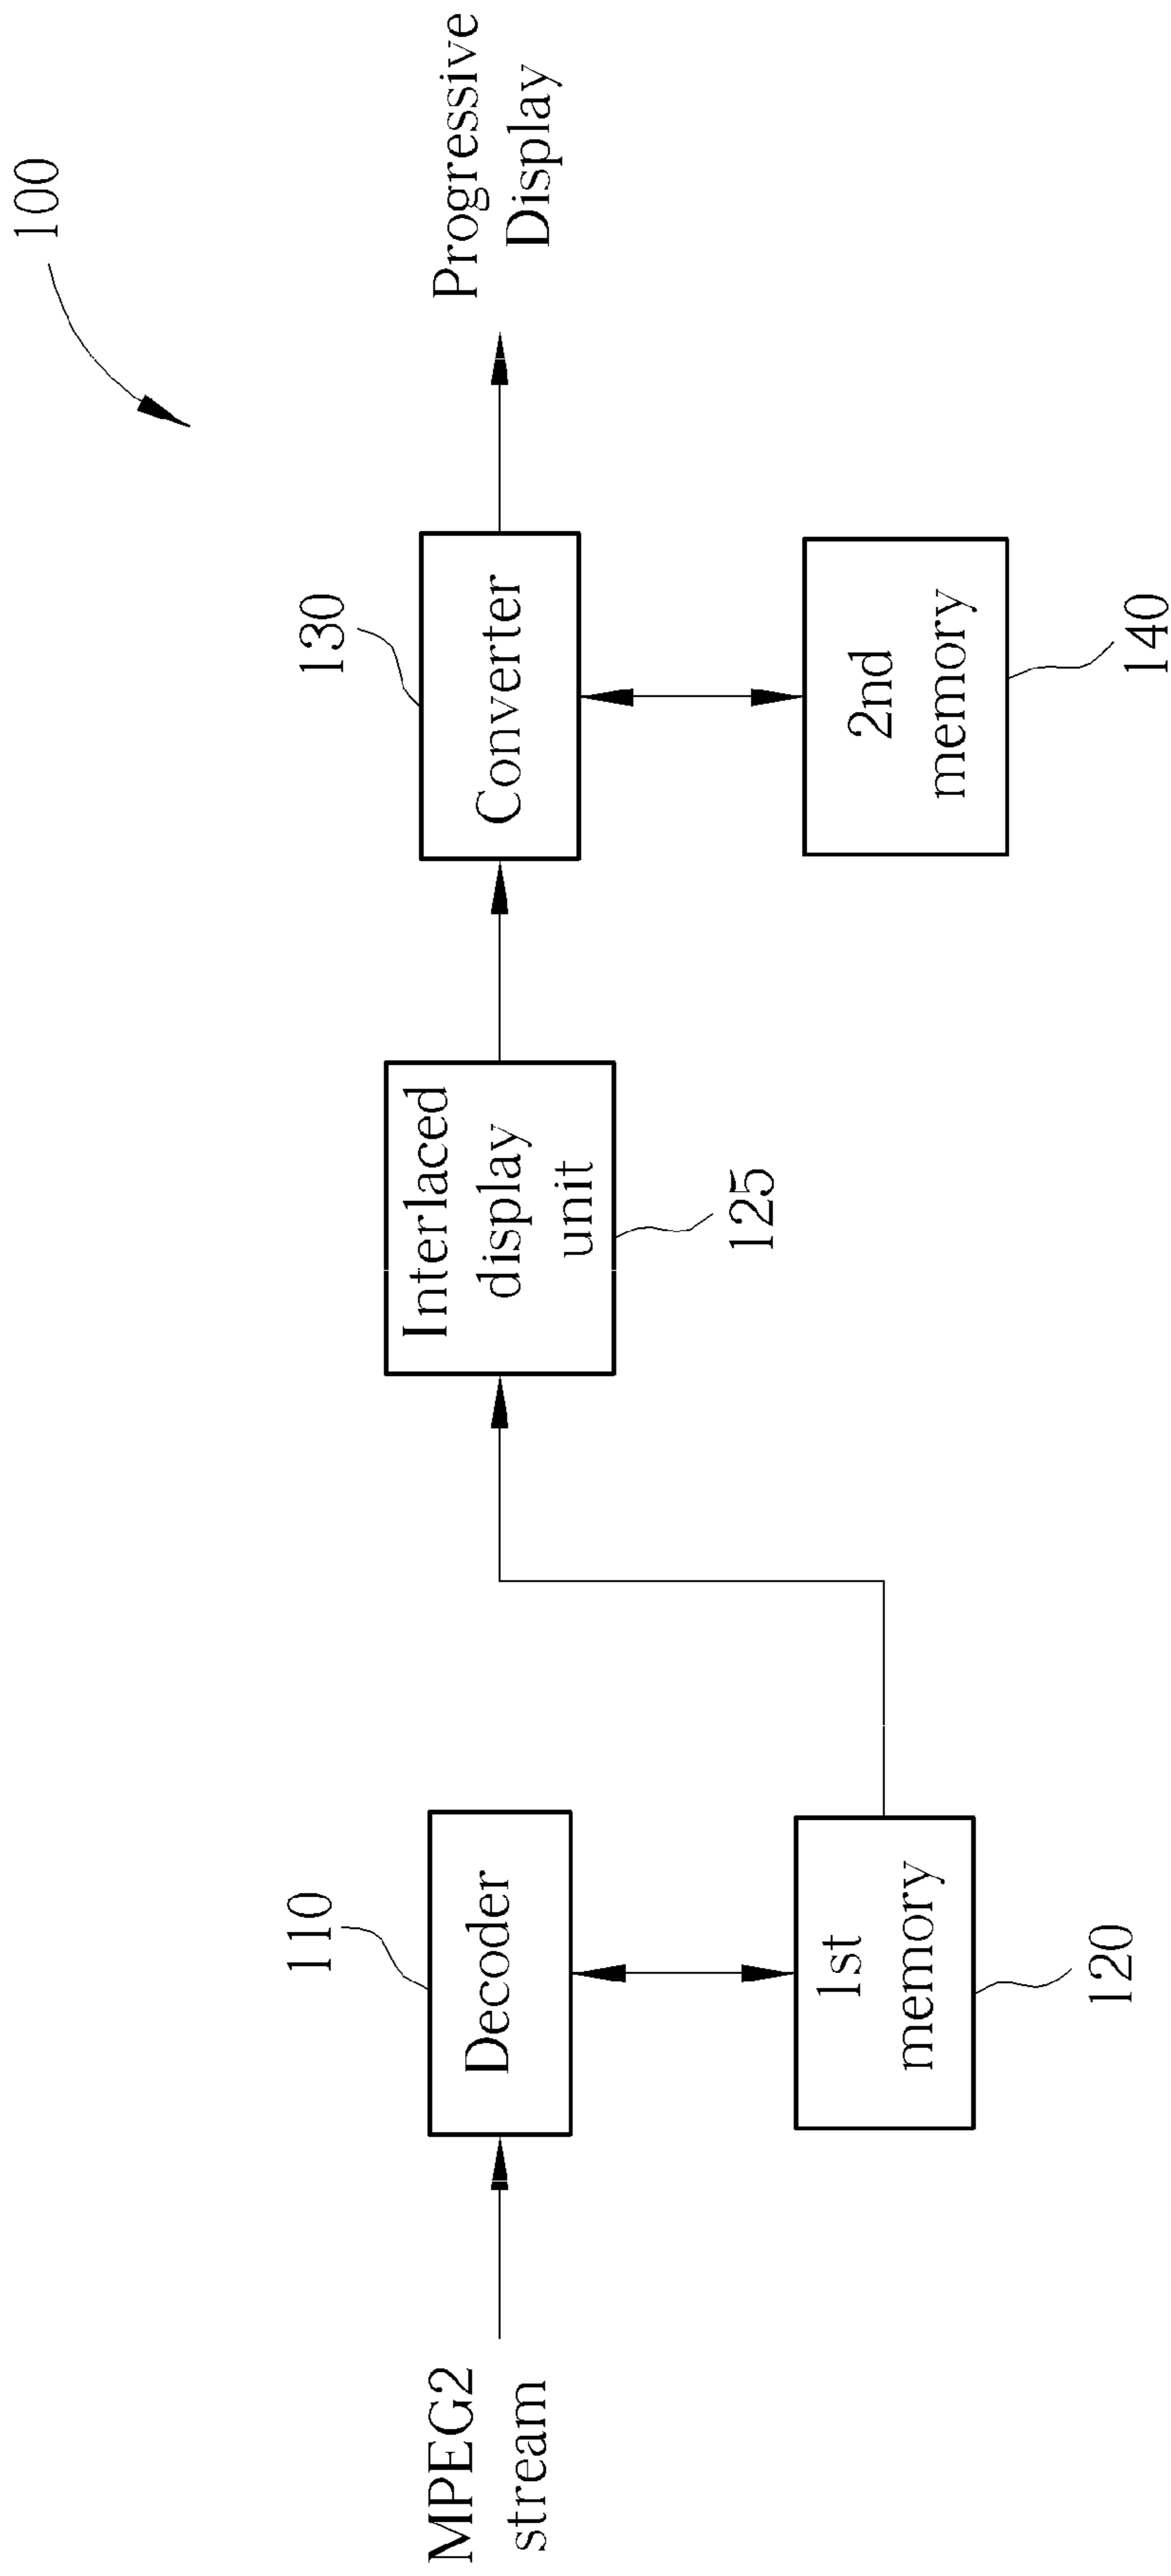 100
MPEG2
stream
110
Decoder
1st
memory
120
Interlaced
display
unit
125
130
Converter
2nd
memory
140
Progressive
Display